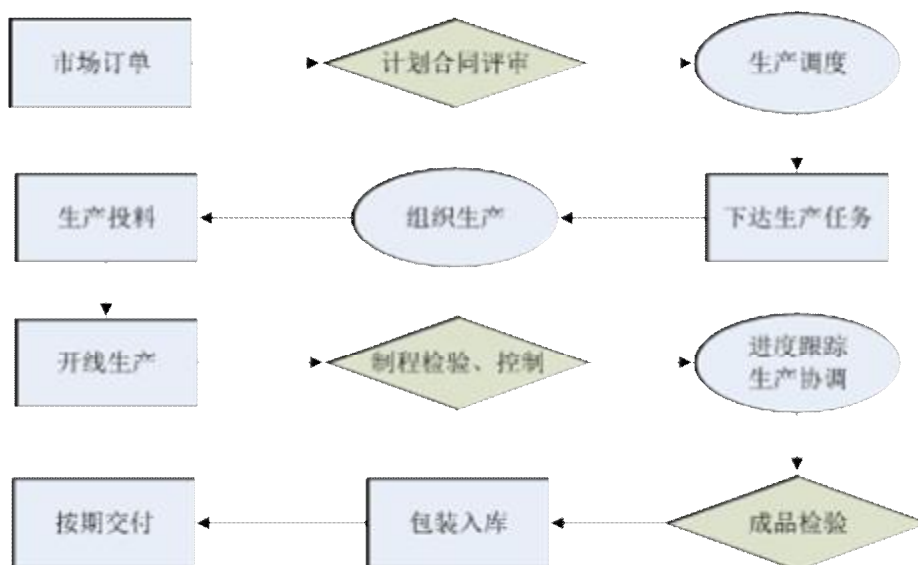 市场订单
计划合同评审
生产调度
生产投料
组织生产
下达生产任务
开线生产
制程检验、控制
进度跟踪
生产协调
按期交付
包装入库
成品检验